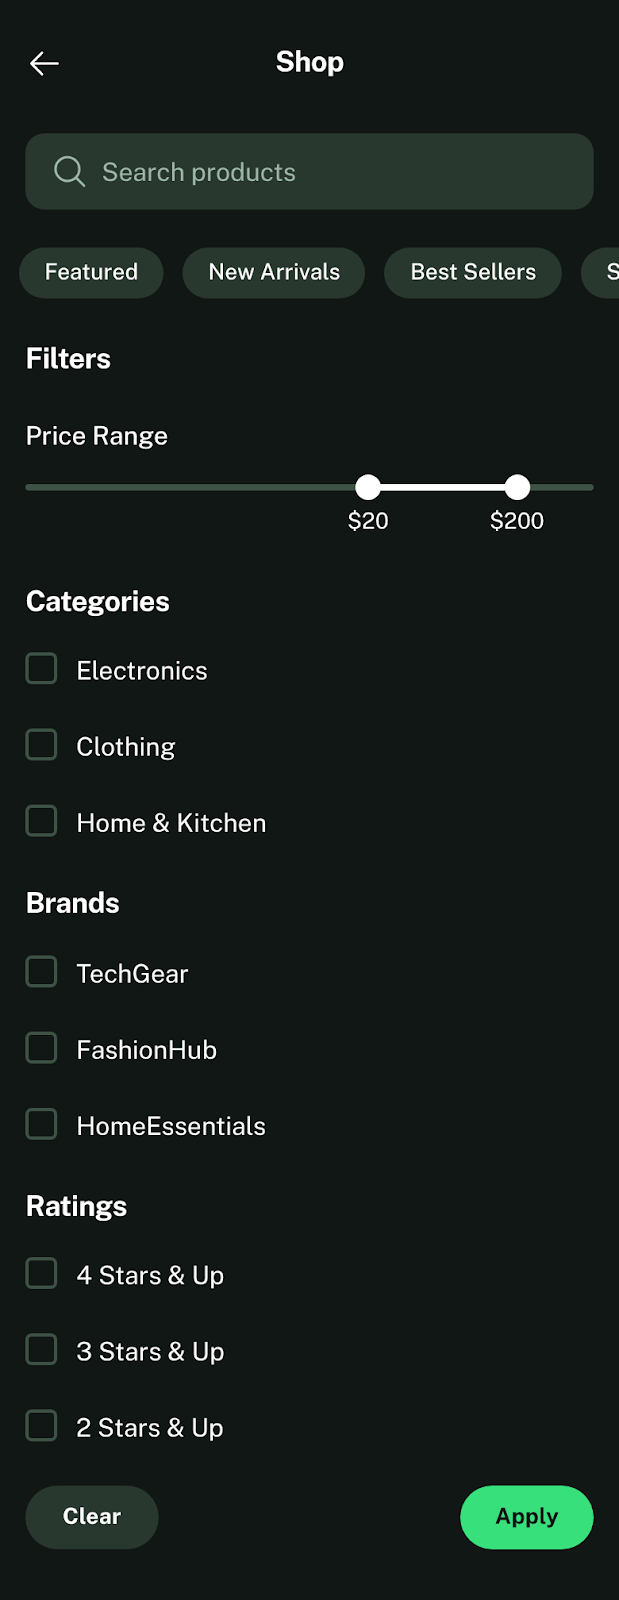 Shop
Search products
Featured New Arrivals Best Sellers S
Filters
Price Range
$20 $200
Categories
Electronics
Clothing
Home & Kitchen
Brands
TechGear
FashionHub
HomeEssentials
Ratings
4 Stars & Up
3 Stars & Up
2 Stars & Up
Clear Apply